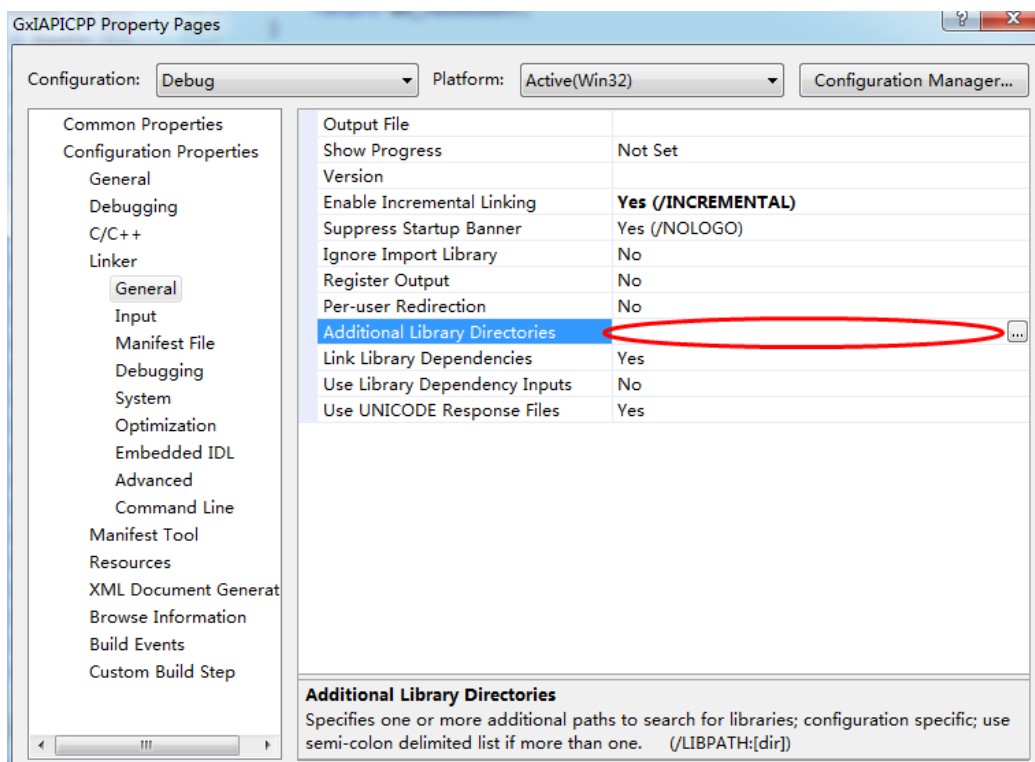 GxIAPICPP Property Pages
Configuration: Debug Platform: Active(Win32) Configuration Manager...
Common Properties
Configuration Properties
General
Debugging
C/C++
Linker
General
Input
Manifest File
Debugging
System
Optimization
Embedded IDL
Advanced
Command Line
Manifest Tool
Resources
XML Document Generat
Browse Information
Build Events
Custom Build Step
Output File
Show Progress Not Set
Version
Enable Incremental Linking Yes (/INCREMENTAL)
Suppress Startup Banner Yes (/NOLOGO)
Ignore Import Library No
Register Output No
Per-user Redirection No
Additional Library Directories ...
Link Library Dependencies Yes
Use Library Dependency Inputs No
Use UNICODE Response Files Yes
Additional Library Directories
Specifies one or more additional paths to search for libraries; configuration specific; use
semi-colon delimited list if more than one. (/LIBPATH:[dir])